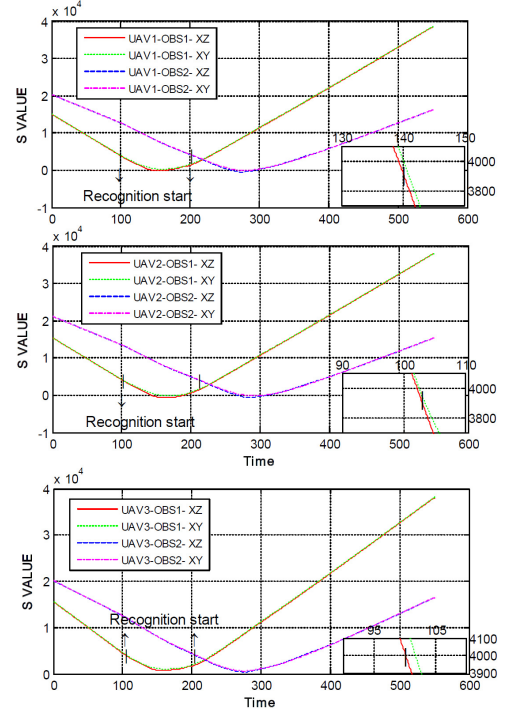 x 10^4
4
3
2
1
0
-1
S VALUE
UAV1-OBS1- XZ
UAV1-OBS1- XY
UAV1-OBS2- XZ
UAV1-OBS2- XY
Recognition start
130 140 150
4000
3800
0 100 200 300 400 500 600
x 10^4
4
3
2
1
0
-1
S VALUE
UAV2-OBS1- XZ
UAV2-OBS1- XY
UAV2-OBS2- XZ
UAV2-OBS2- XY
Recognition start
90 100 110
4000
3800
0 100 200 300 400 500 600
Time
x 10^4
4
3
2
1
0
S VALUE
UAV3-OBS1- XZ
UAV3-OBS1- XY
UAV3-OBS2- XZ
UAV3-OBS2- XY
Recognition start
95 105
4100
4000
3900
0 100 200 300 400 500 600
Time